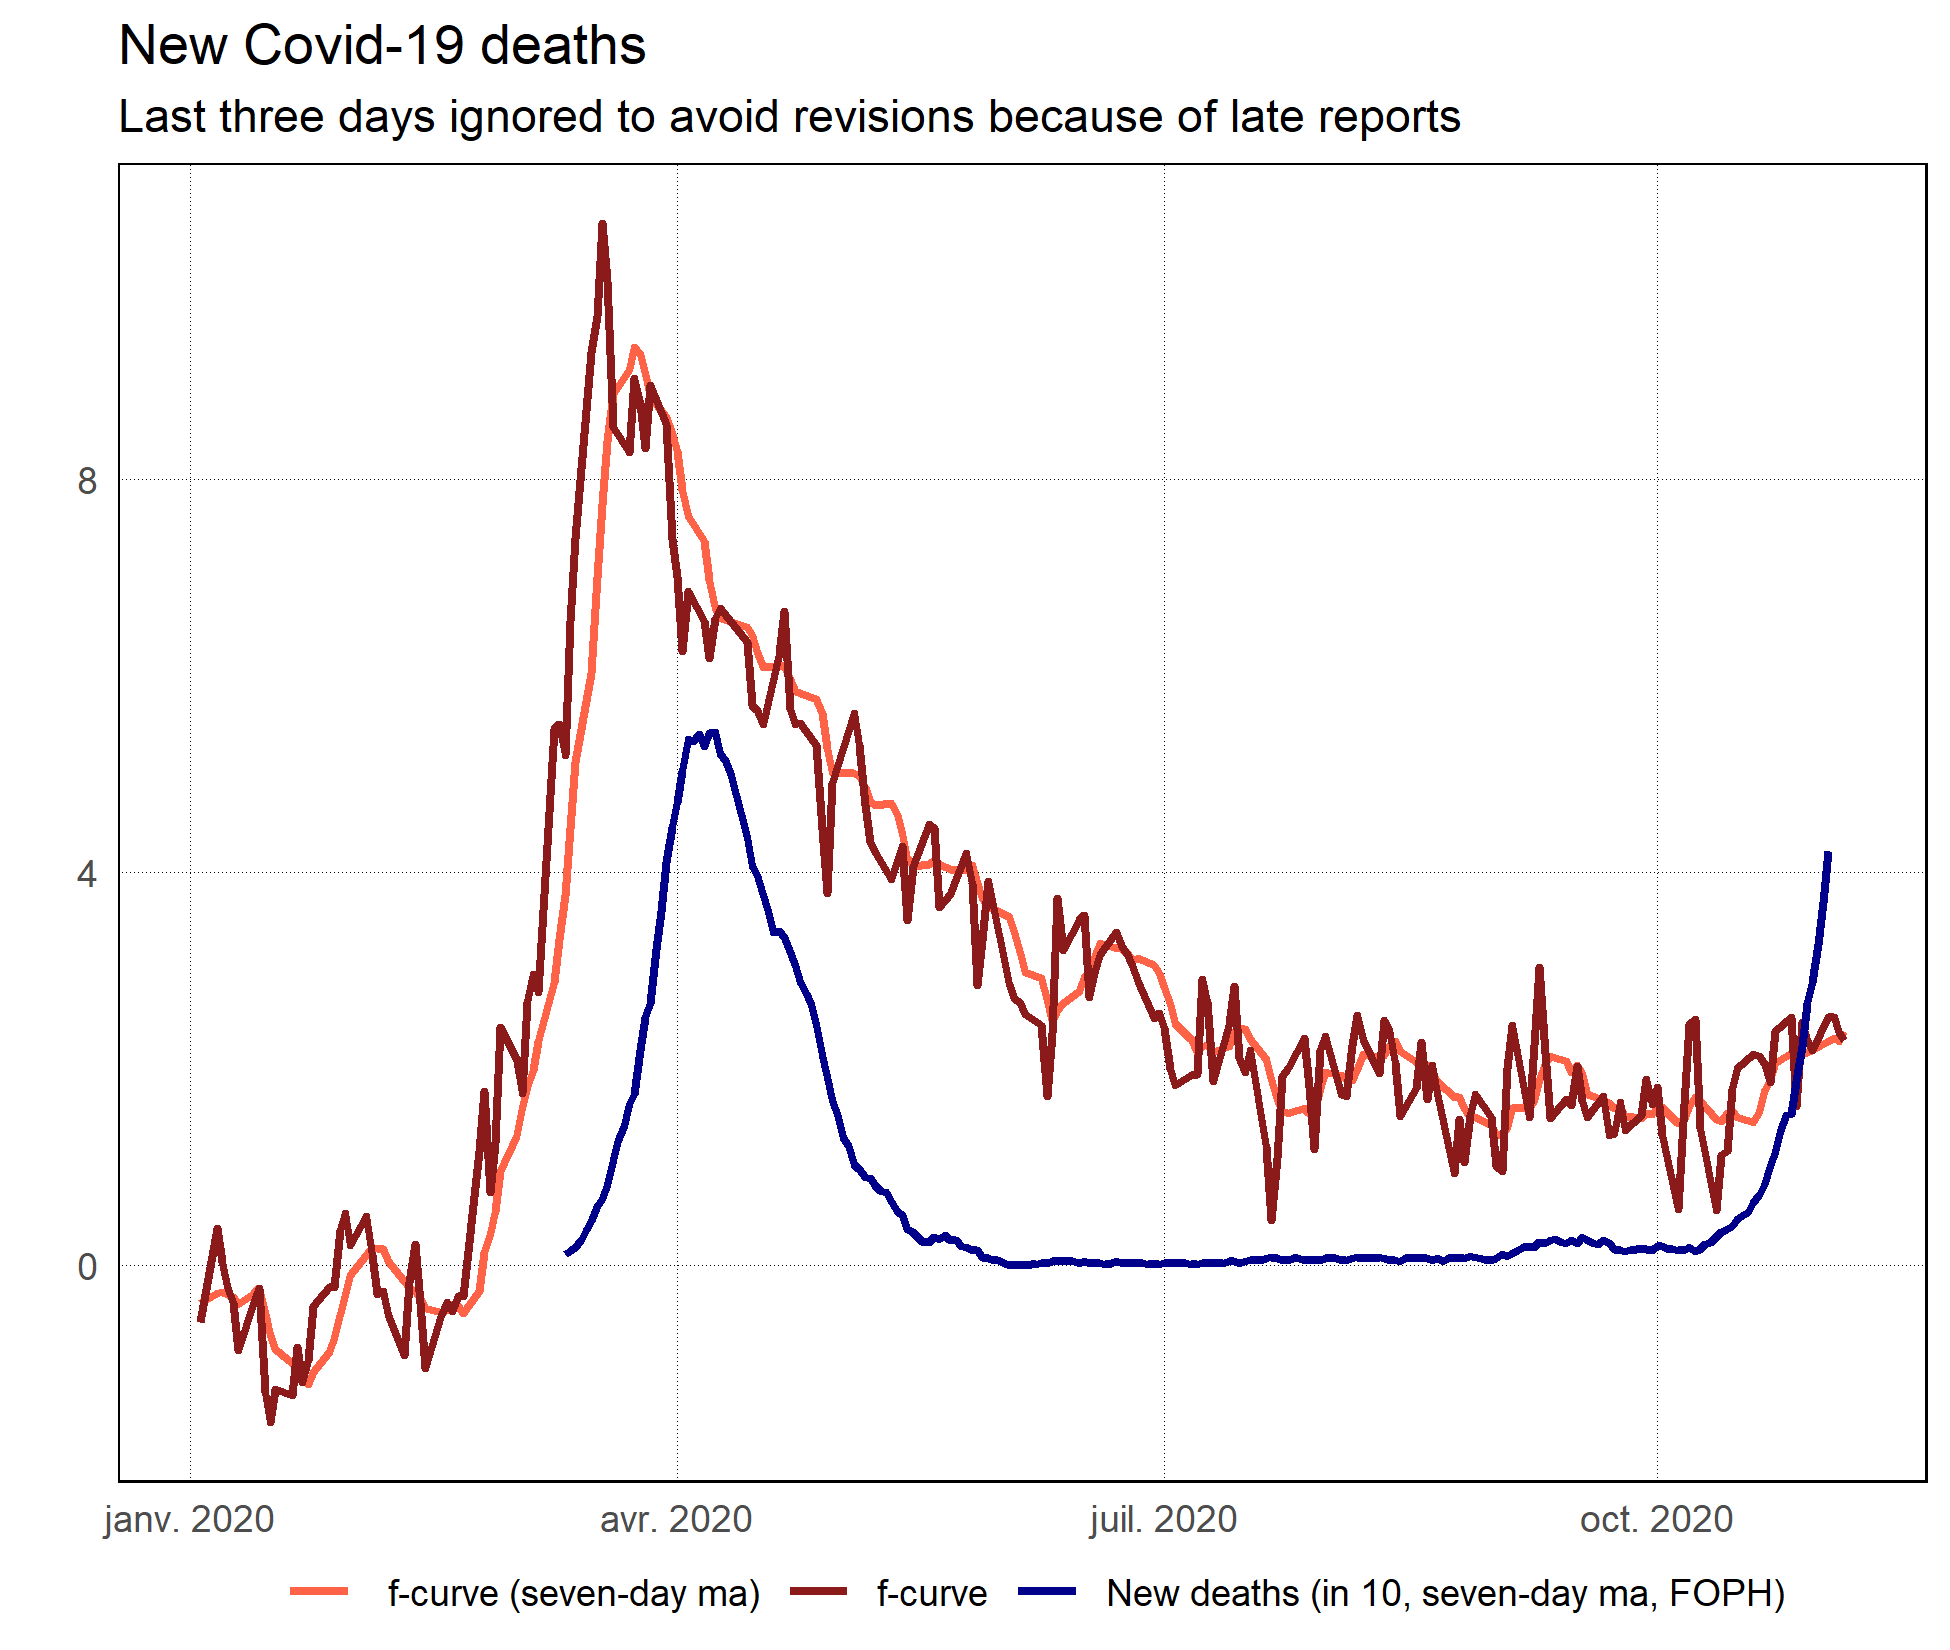 New Covid-19 deaths
Last three days ignored to avoid revisions because of late reports
8
4
0
janv. 2020 avr. 2020 juil. 2020 oct. 2020
f-curve (seven-day ma) f-curve New deaths (in 10, seven-day ma, FOPH)